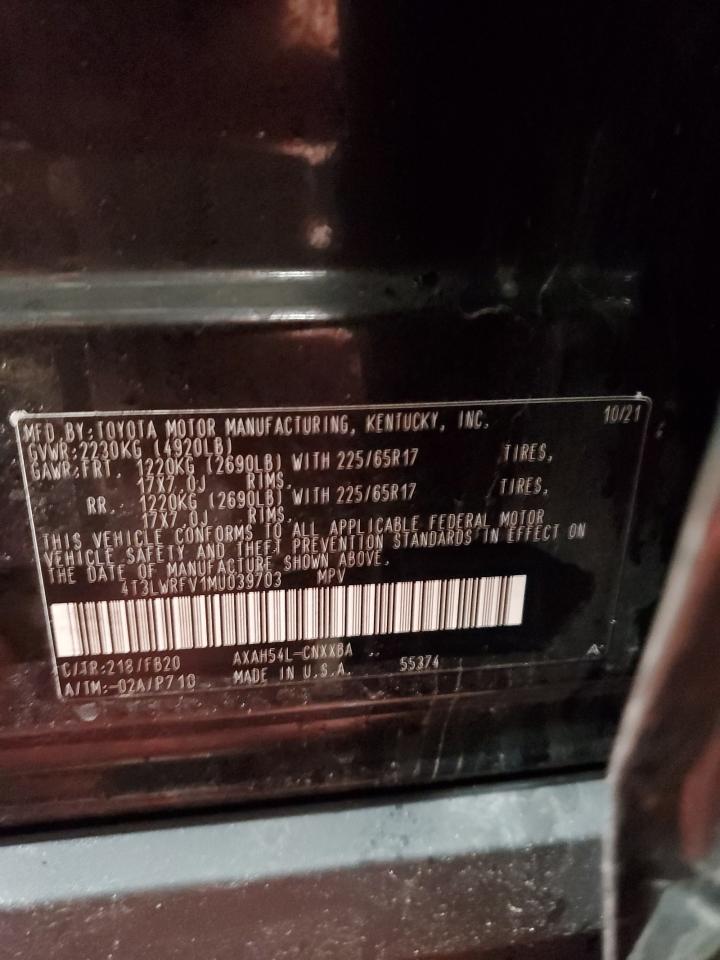 MFD.BY:TOYOTA MOTOR MANUFACTURING, KENTUCKY, INC. 10/21
GVWR:2230KG (4920LB)
GAWR:FRT. 1220KG (2690LB) WITH 225/65R17 TIRES,
17X7.0J RIMS.
RR. 1220KG (2690LB) WITH 225/65R17 TIRES,
17X7.0J RIMS.
THIS VEHICLE CONFORMS TO ALL APPLICABLE FEDERAL MOTOR
VEHICLE SAFETY AND THEFT PREVENTION STANDARDS IN EFFECT ON
THE DATE OF MANUFACTURE SHOWN ABOVE.
4T3LWRFV1MU039703 MPV
C/TR:218/FB20 AXAH54L-CNXXBA
A/TM:-02A/P710 MADE IN U.S.A. 55374